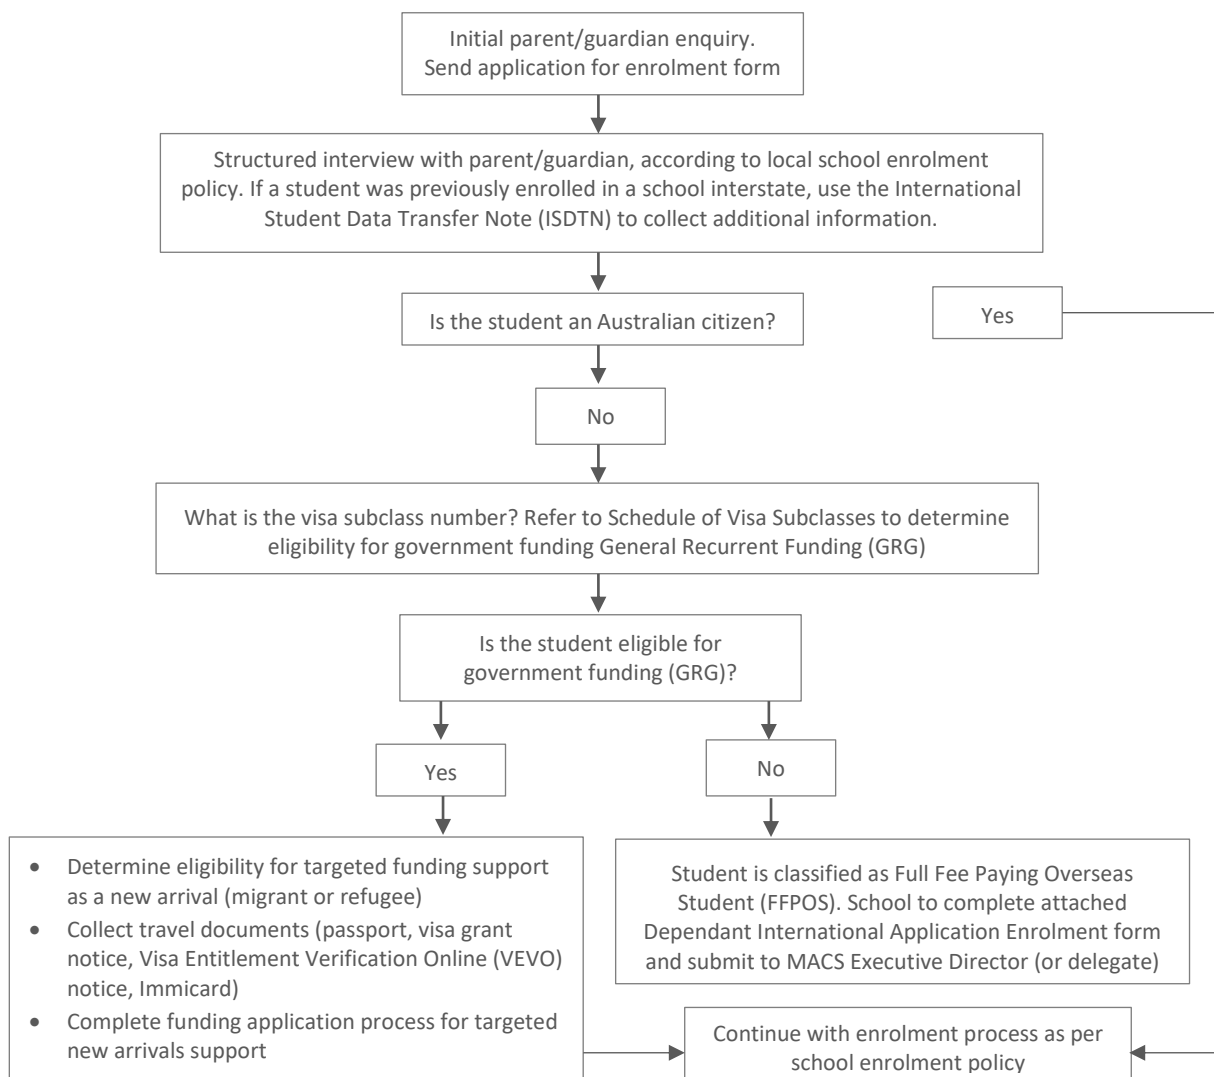 Initial parent/guardian enquiry.
Send application for enrolment form
Structured interview with parent/guardian, according to local school enrolment
policy. If a student was previously enrolled in a school interstate, use the International
Student Data Transfer Note (ISDTN) to collect additional information.
Is the student an Australian citizen?
Yes
No
What is the visa subclass number? Refer to Schedule of Visa Subclasses to determine
eligibility for government funding General Recurrent Funding (GRG)
Is the student eligible for
government funding (GRG)?
Yes
No
• Determine eligibility for targeted funding support
as a new arrival (migrant or refugee)
• Collect travel documents (passport, visa grant
notice, Visa Entitlement Verification Online (VEVO)
notice, Immicard)
• Complete funding application process for targeted
new arrivals support
Student is classified as Full Fee Paying Overseas
Student (FFPOS). School to complete attached
Dependant International Application Enrolment form
and submit to MACS Executive Director (or delegate)
Continue with enrolment process as per
school enrolment policy